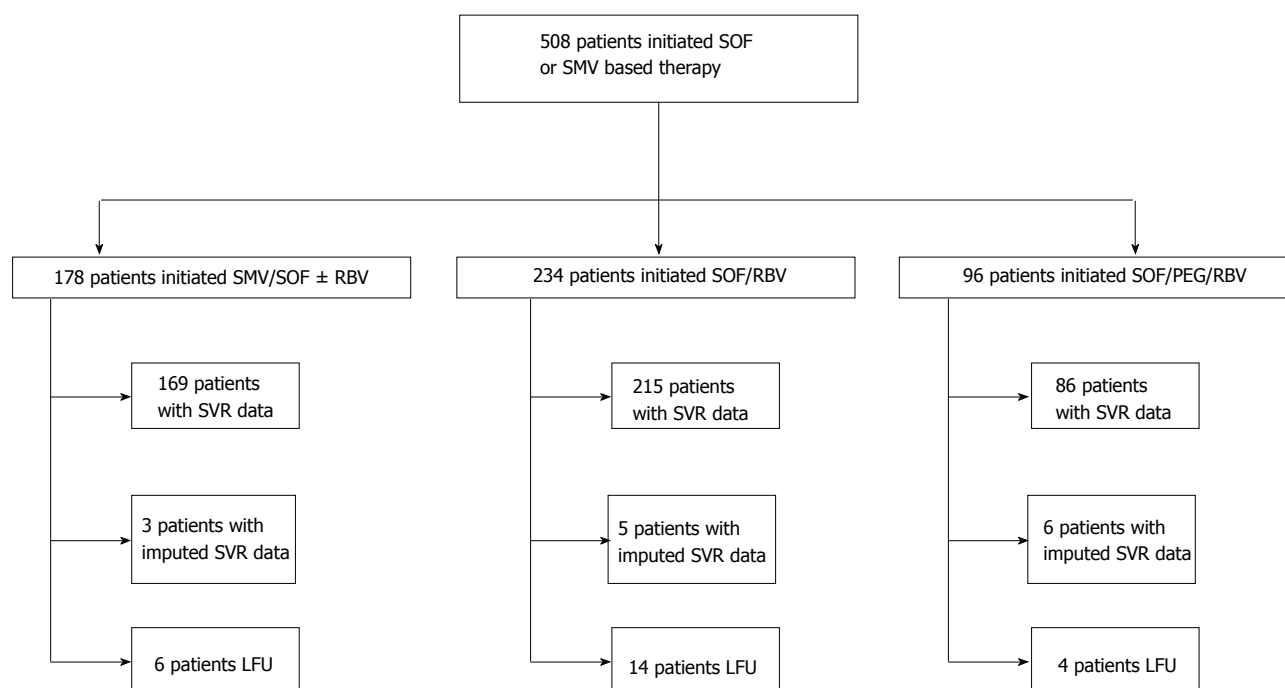 508 patients initiated SOF
or SMV based therapy
178 patients initiated SMV/SOF ± RBV
234 patients initiated SOF/RBV
96 patients initiated SOF/PEG/RBV
169 patients
with SVR data
215 patients
with SVR data
86 patients
with SVR data
3 patients with
imputed SVR data
5 patients with
imputed SVR data
6 patients with
imputed SVR data
6 patients LFU
14 patients LFU
4 patients LFU